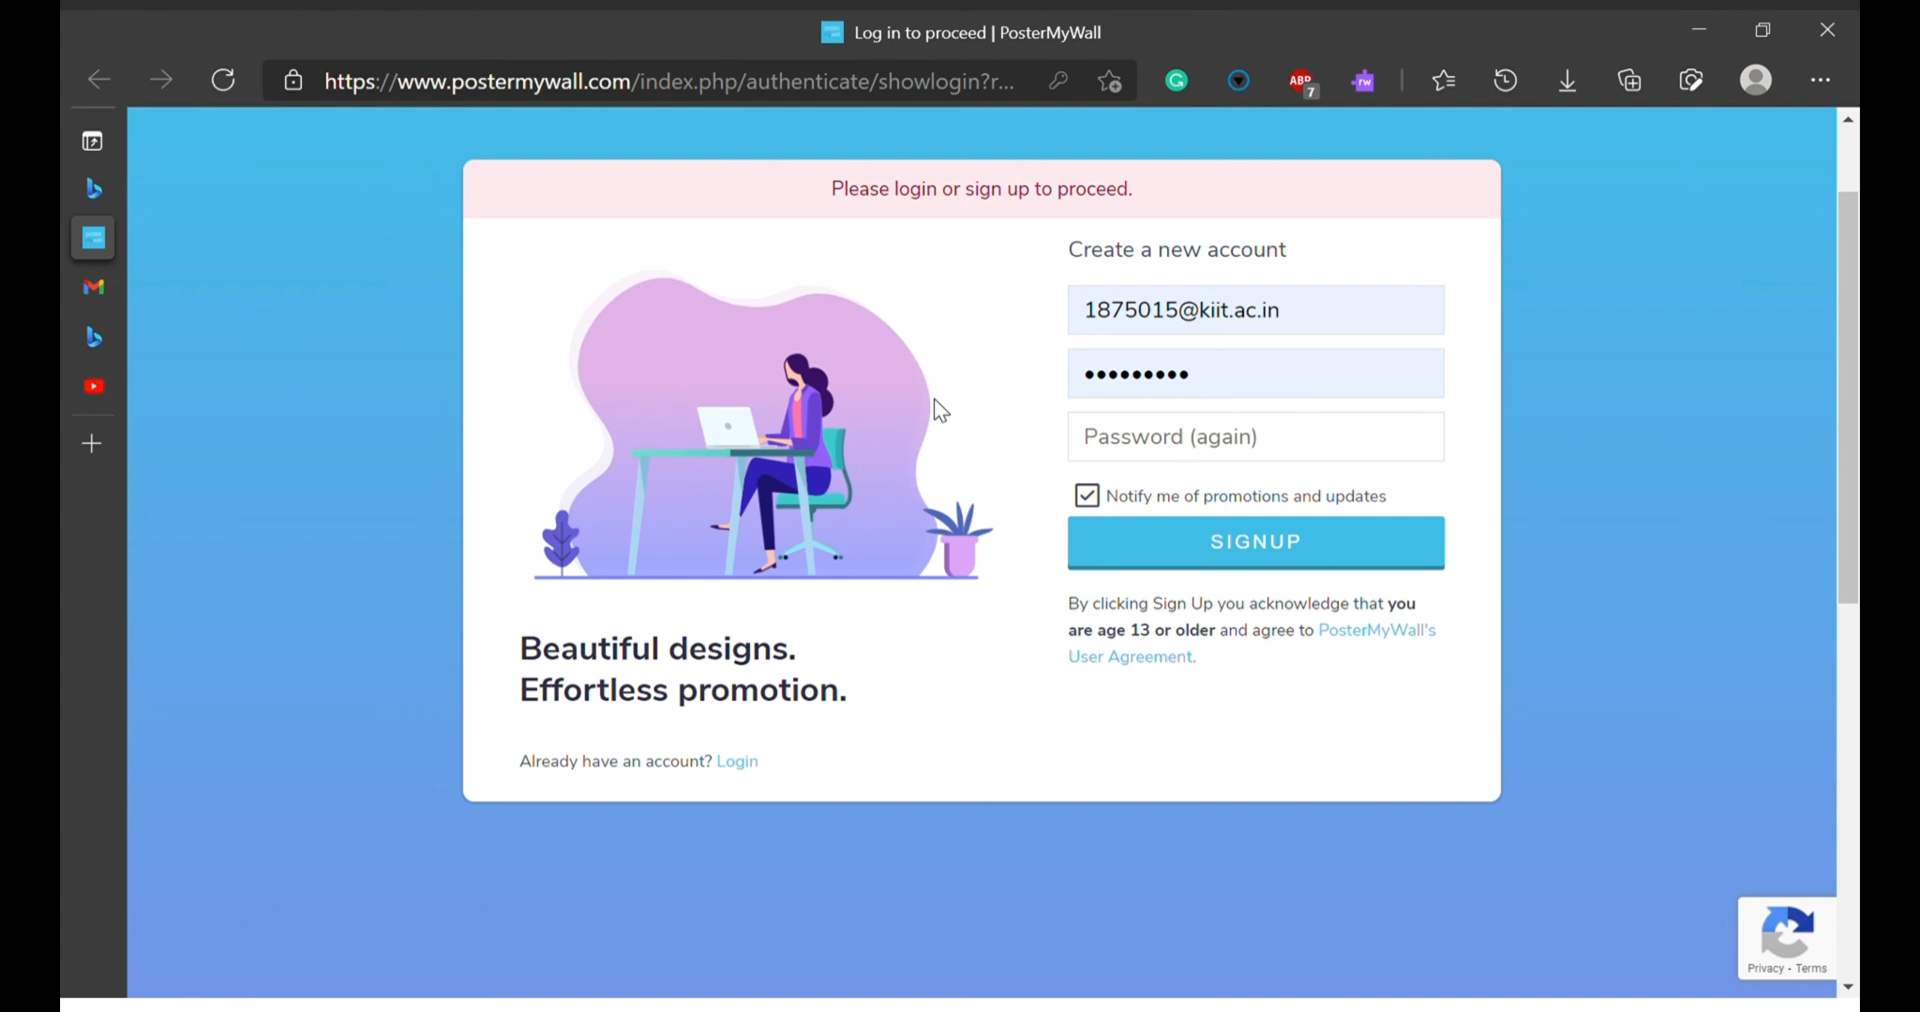 Log in to proceed | PosterMyWall
https://www.postermywall.com/index.php/authenticate/showlogin?r...
ABP
7
rw
Please login or sign up to proceed.
Create a new account
1875015@kiit.ac.in
Password (again)
Notify me of promotions and updates
SIGNUP
By clicking Sign Up you acknowledge that you
are age 13 or older and agree to PosterMyWall's
User Agreement.
Beautiful designs.
Effortless promotion.
Already have an account? Login
Privacy - Terms